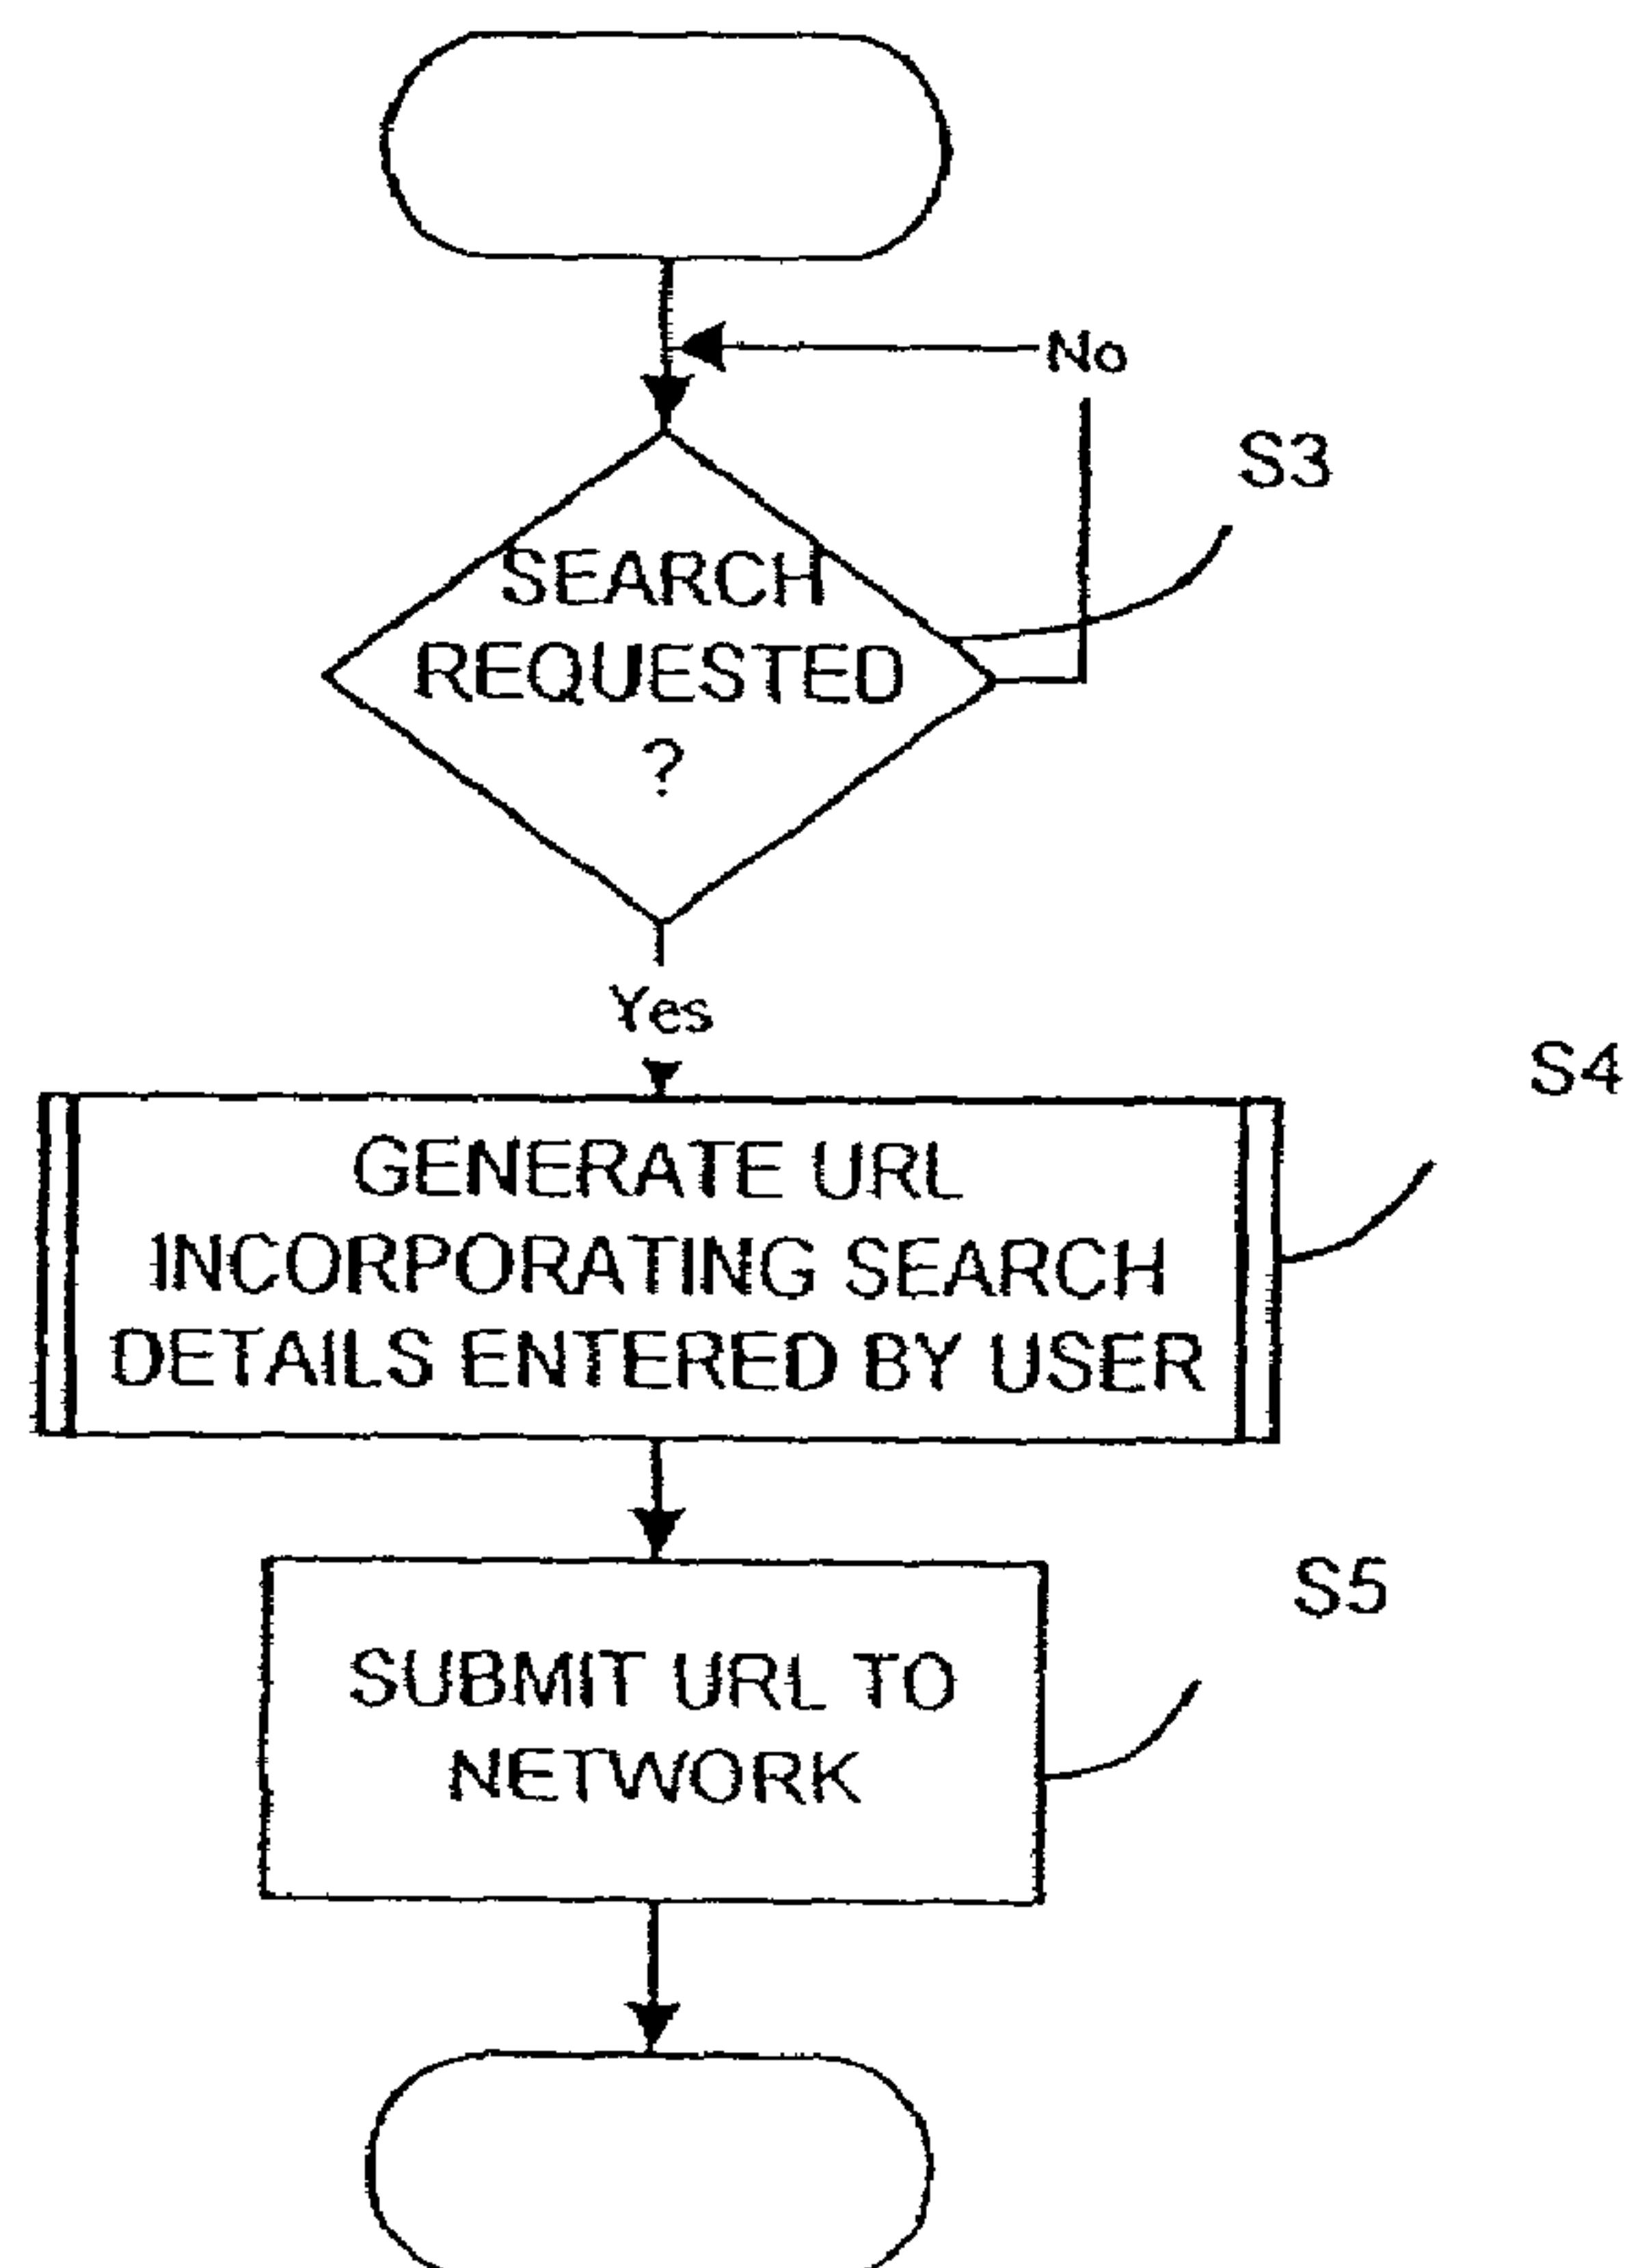 No
S3
SEARCH
REQUESTED
?
Yes
S4
GENERATE URL
INCORPORATING SEARCH
DETAILS ENTERED BY USER
S5
SUBMIT URL TO
NETWORK